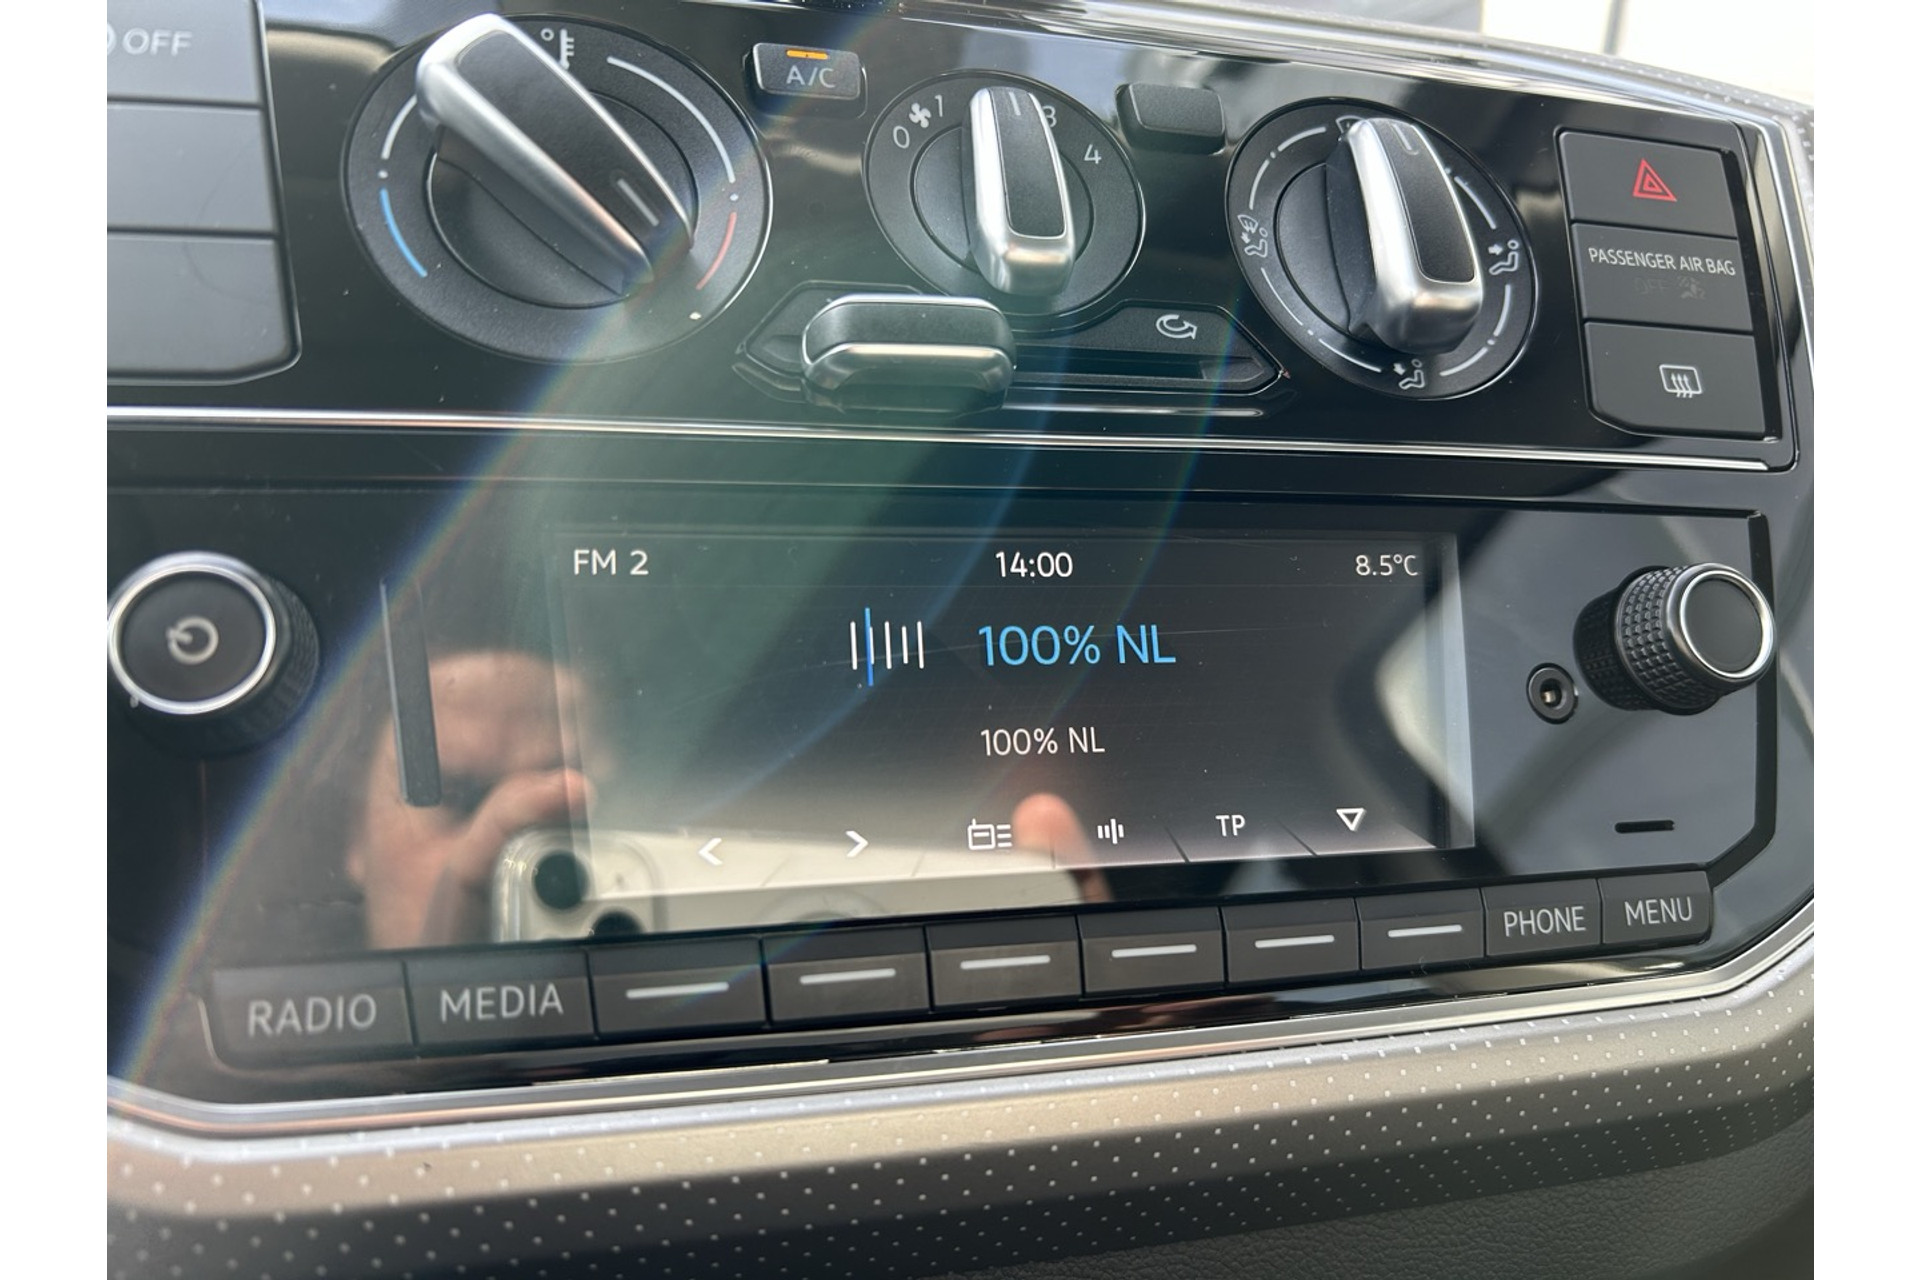 OFF
A/C
0 1 3 4
PASSENGER AIR BAG
OFF
FM 2 14:00 8.5°C
100% NL
100% NL
TP
RADIO MEDIA PHONE MENU